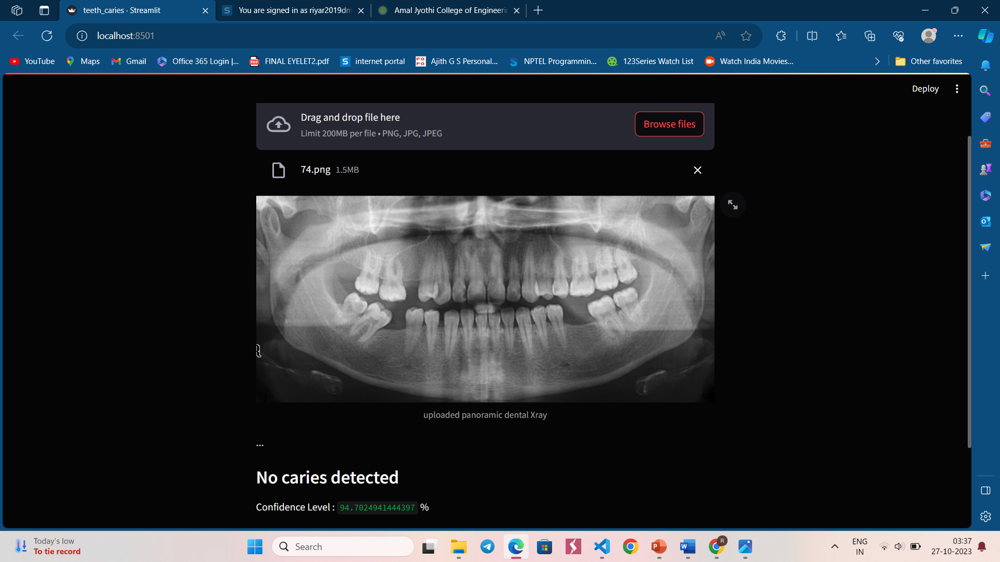 teeth_caries · Streamlit
You are signed in as riyar2019dm
Amal Jyothi College of Engineerin
localhost:8501
YouTube
Maps
Gmail
Office 365 Login |...
FINAL EYELET2.pdf
internet portal
Ajith G S Personal...
NPTEL Programmin...
123Series Watch List
Watch India Movies...
Other favorites
Deploy
Drag and drop file here
Limit 200MB per file • PNG, JPG, JPEG
Browse files
74.png 1.5MB
uploaded panoramic dental Xray
...
No caries detected
Confidence Level : 94.7024941444397 %
Today's low
To tie record
Search
ENG
IN
03:37
27-10-2023